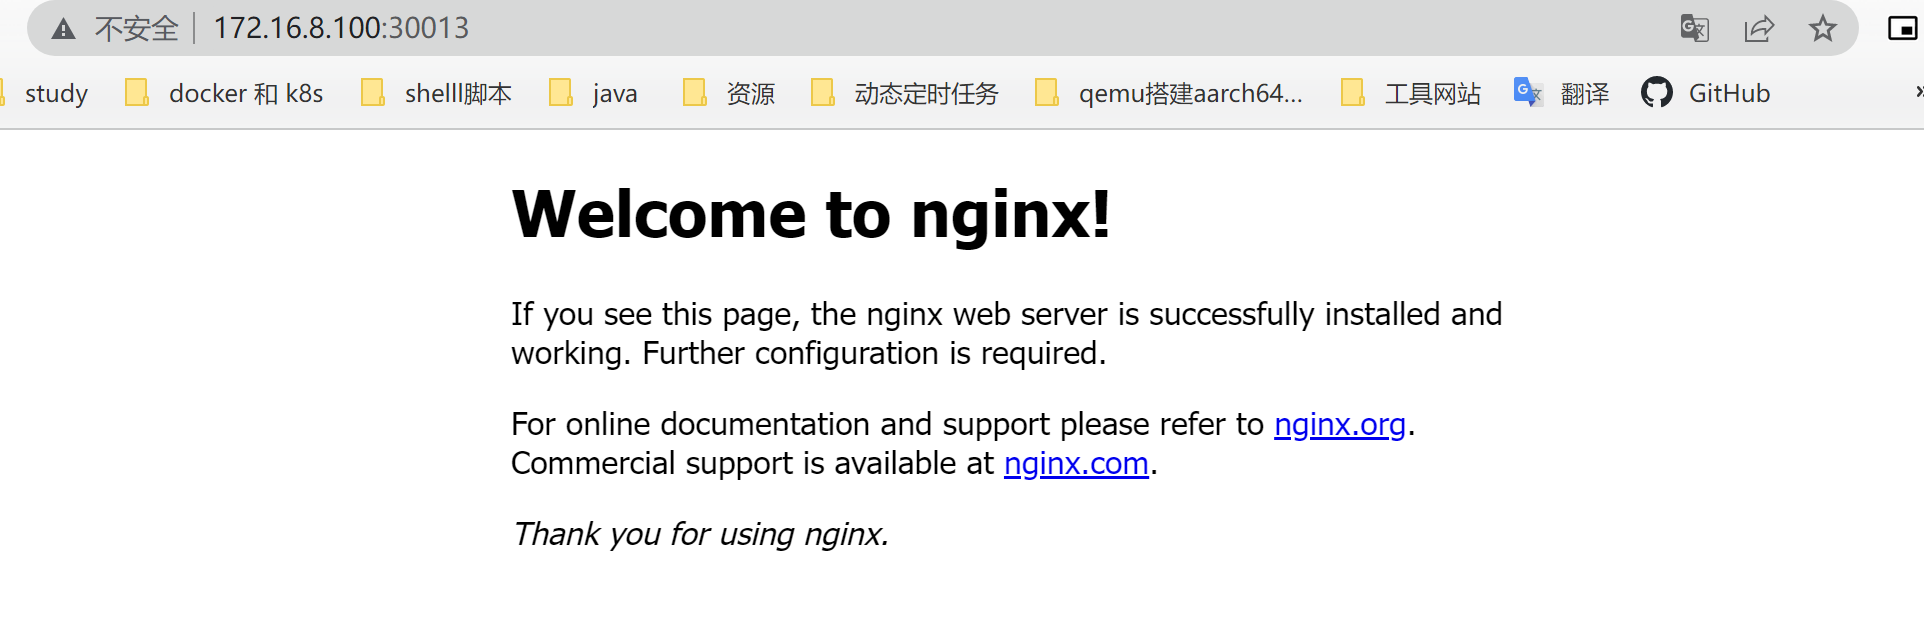 不安全 172.16.8.100:30013
study docker 和 k8s shelll脚本 java 资源 动态定时任务 qemu搭建aarch64... 工具网站 翻译 GitHub »
Welcome to nginx!
If you see this page, the nginx web server is successfully installed and
working. Further configuration is required.
For online documentation and support please refer to nginx.org.
Commercial support is available at nginx.com.
Thank you for using nginx.